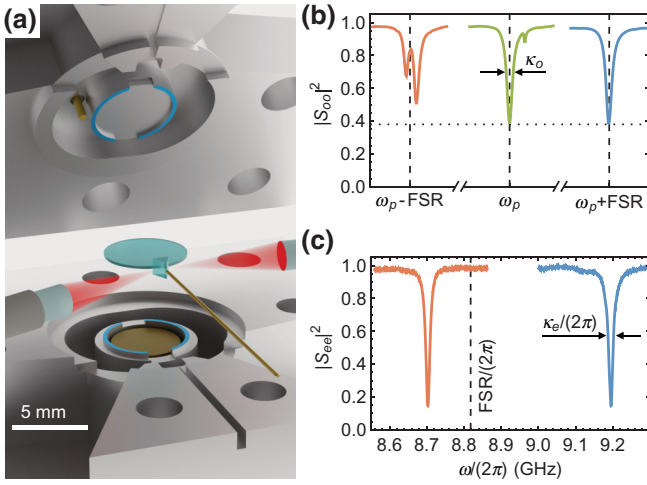 (a)
5 mm
(b)
|S_oo|²
1.0
0.8
0.6
0.4
0.2
0.0
κ_o
ω_p-FSR
ω_p
ω_p+FSR
(c)
|S_ee|²
1.0
0.8
0.6
0.4
0.2
0.0
FSR/(2π)
κ_e/(2π)
8.6 8.7 8.8 8.9 9.0 9.1 9.2
ω/(2π) (GHz)